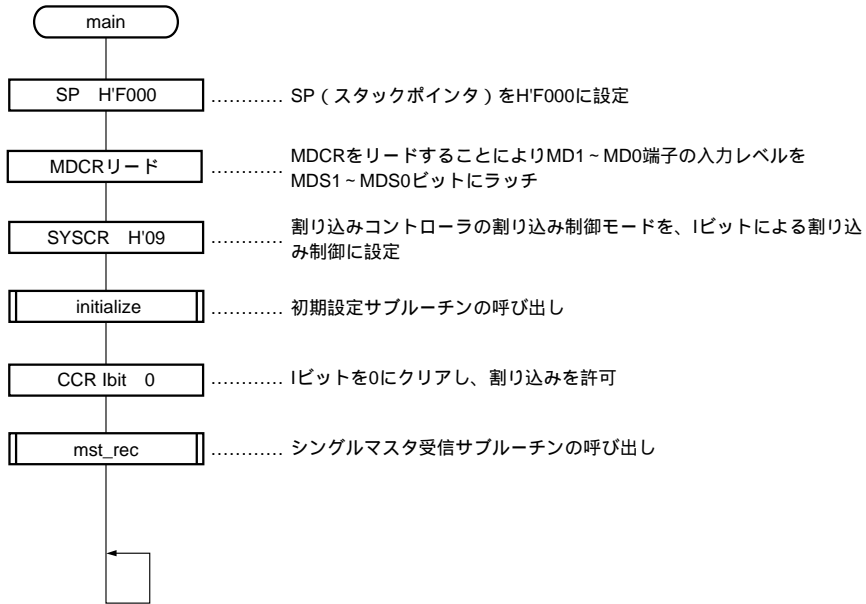 main
SP H'F000 ………… SP（スタックポインタ）をH'F000に設定
MDCRリード ………… MDCRをリードすることによりMD1～MD0端子の入力レベルを
MDS1～MDS0ビットにラッチ
SYSCR H'09 ………… 割り込みコントローラの割り込み制御モードを、Iビットによる割り込
み制御に設定
initialize ………… 初期設定サブルーチンの呼び出し
CCR Ibit 0 ………… Iビットを0にクリアし、割り込みを許可
mst_rec ………… シングルマスタ受信サブルーチンの呼び出し